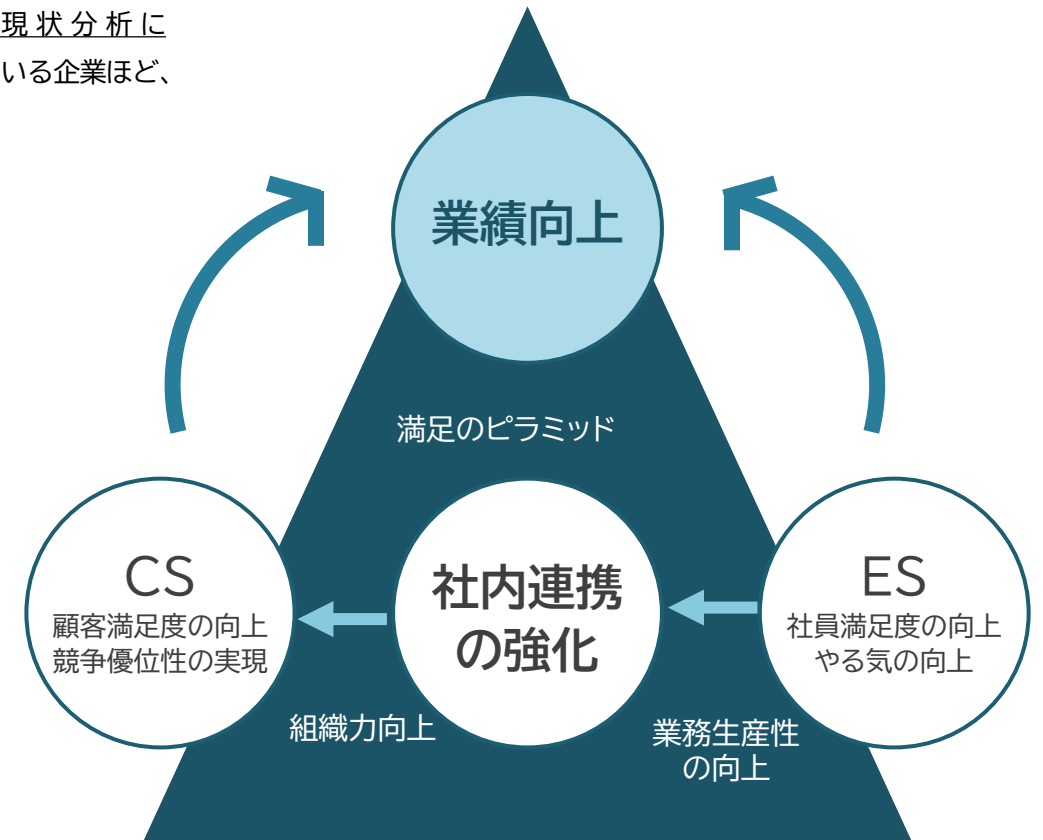 現状分析に
いる企業ほど、
業績向上
満足のピラミッド
CS
顧客満足度の向上
競争優位性の実現
社内連携
の強化
ES
社員満足度の向上
やる気の向上
組織力向上
業務生産性
の向上